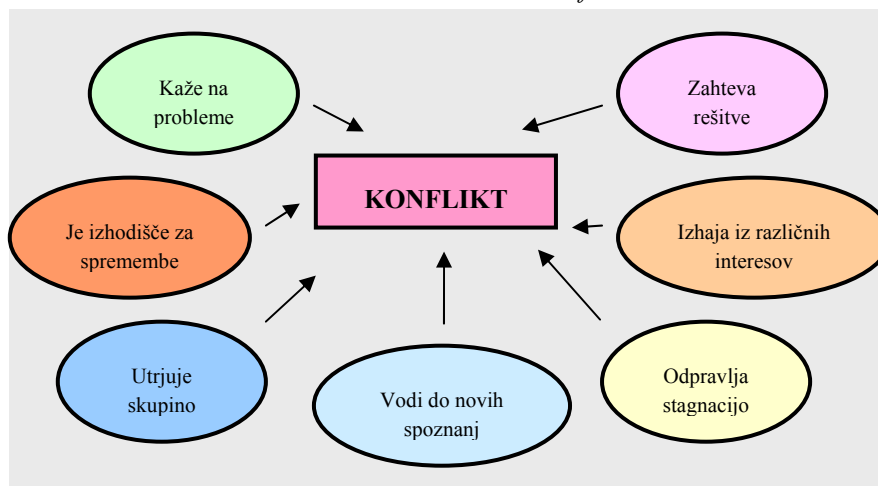 Kaže na
probleme
Zahteva
rešitve
KONFLIKT
Je izhodišče za
spremembe
Izhaja iz različnih
interesov
Utrjuje
skupino
Vodi do novih
spoznanj
Odpravlja
stagnacijo